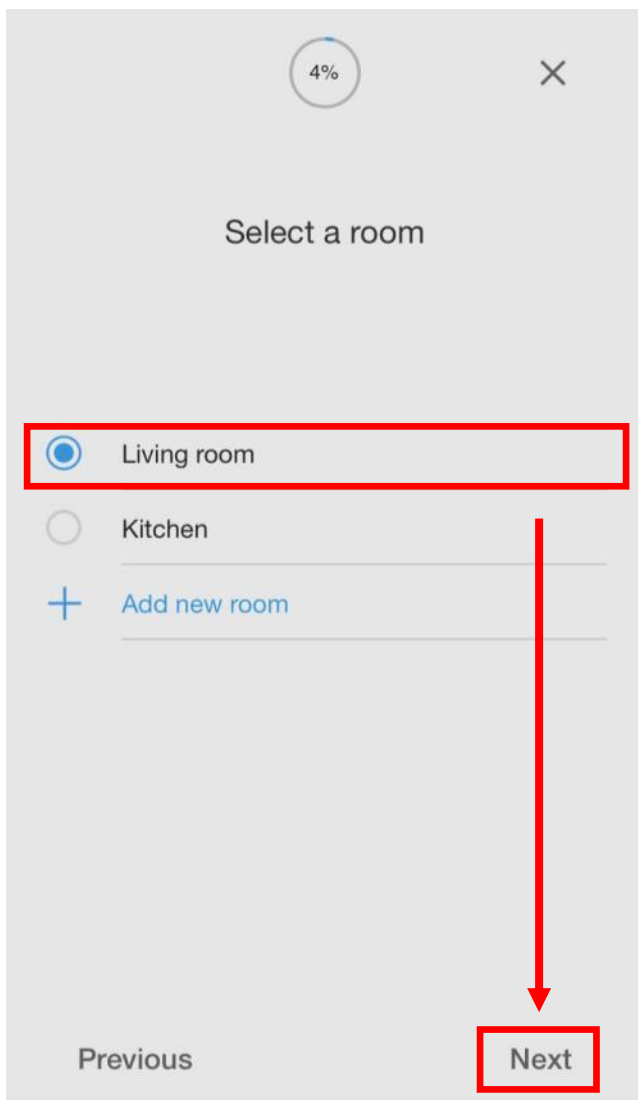 4%
Select a room
Living room
Kitchen
Add new room
Previous
Next